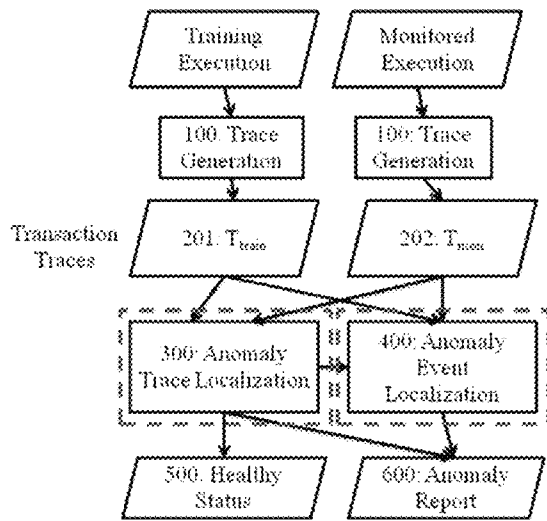 Training
Execution
Monitored
Execution
100. Trace
Generation
100: Trace
Generation
Transaction
Traces
201: Ttrain
202: Tmon
300: Anomaly
Trace Localization
400: Anomaly
Event
Localization
500. Healthy
Status
600: Anomaly
Report